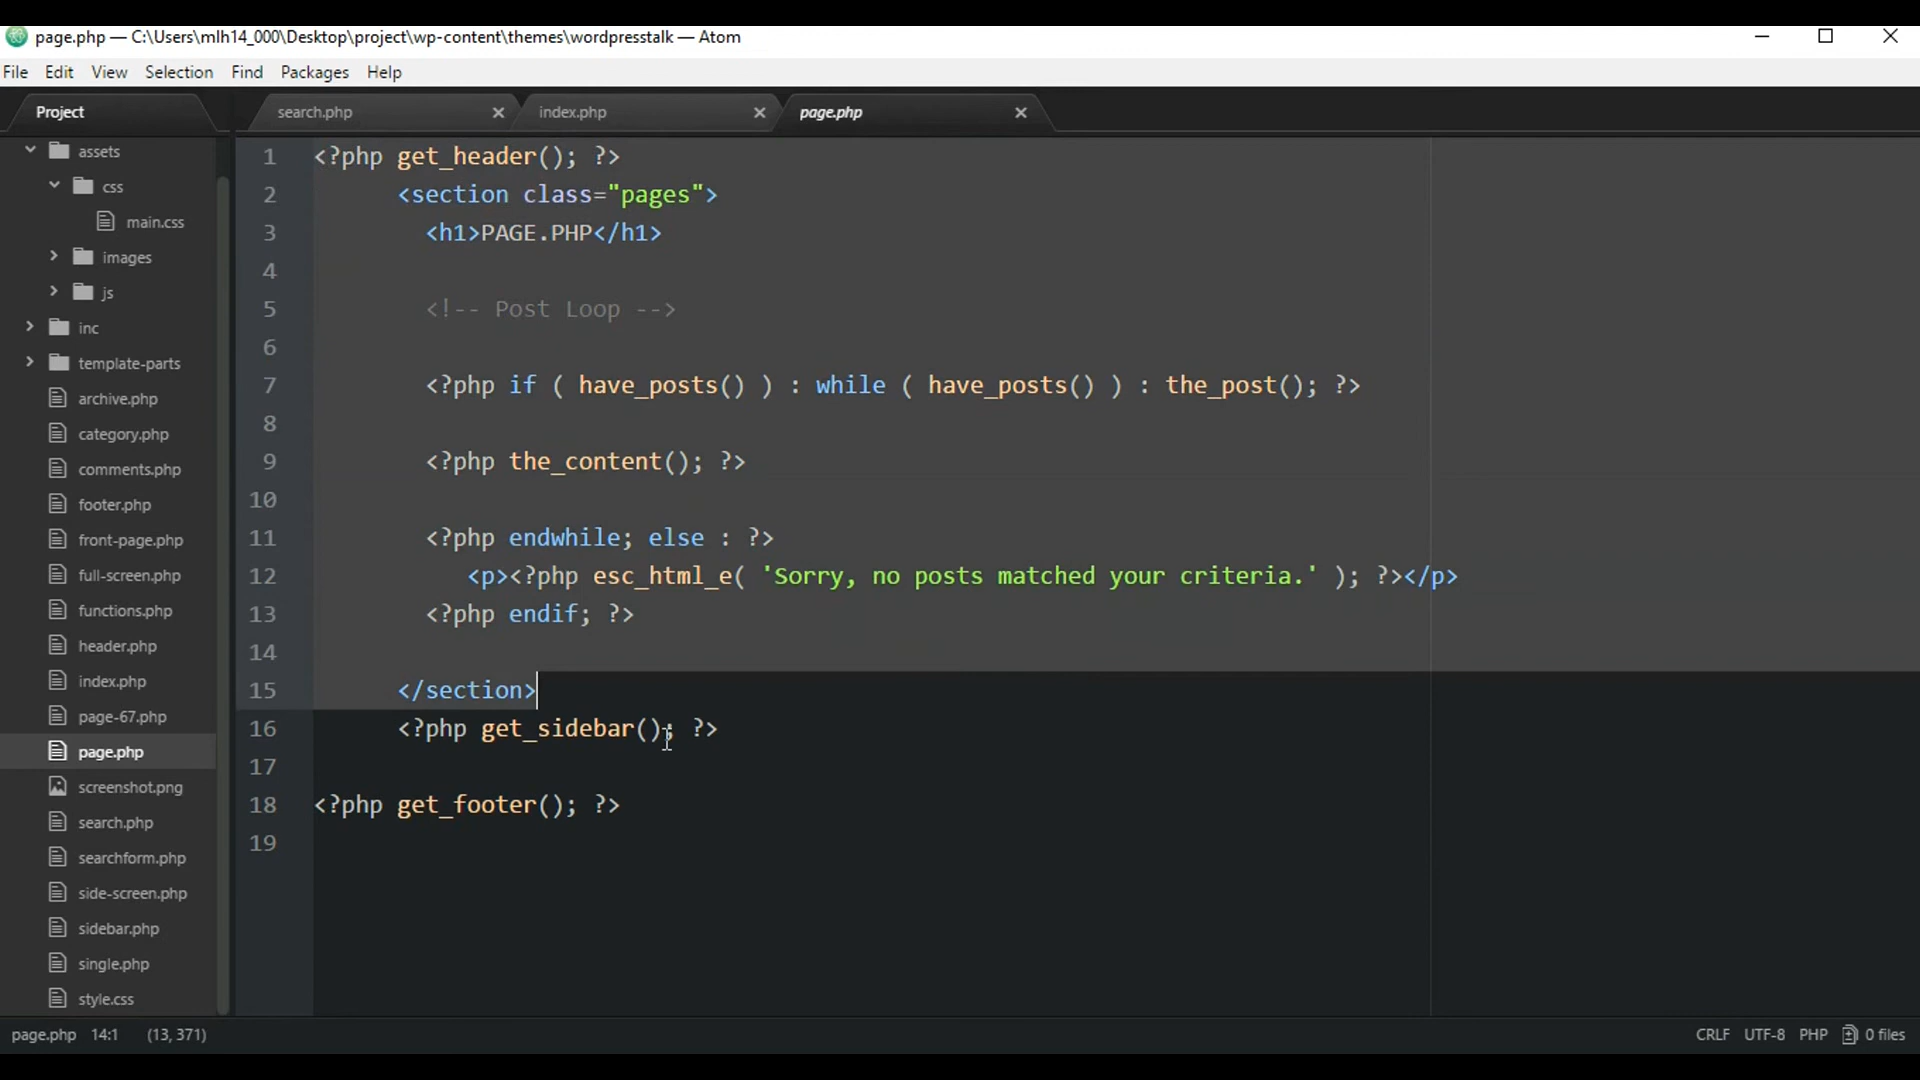 page.php — C:\Users\mlh14_000\Desktop\project\wp-content\themes\wordpresstalk — Atom
File Edit View Selection Find Packages Help
Project search.php index.php page.php
assets
css
main.css
images
js
inc
template-parts
archive.php
category.php
comments.php
footer.php
front-page.php
full-screen.php
functions.php
header.php
index.php
page-67.php
page.php
screenshot.png
search.php
searchform.php
side-screen.php
sidebar.php
single.php
style.css
1 <?php get_header(); ?>
2 <section class="pages">
3 <h1>PAGE.PHP</h1>
4
5 <!-- Post Loop -->
6
7 <?php if ( have_posts() ) : while ( have_posts() ) : the_post(); ?>
8
9 <?php the_content(); ?>
10
11 <?php endwhile; else : ?>
12 <p><?php esc_html_e( 'Sorry, no posts matched your criteria.' ); ?></p>
13 <?php endif; ?>
14
15 </section>
16 <?php get_sidebar(); ?>
17
18 <?php get_footer(); ?>
19
page.php 14:1 (13, 371) CRLF UTF-8 PHP 0 files